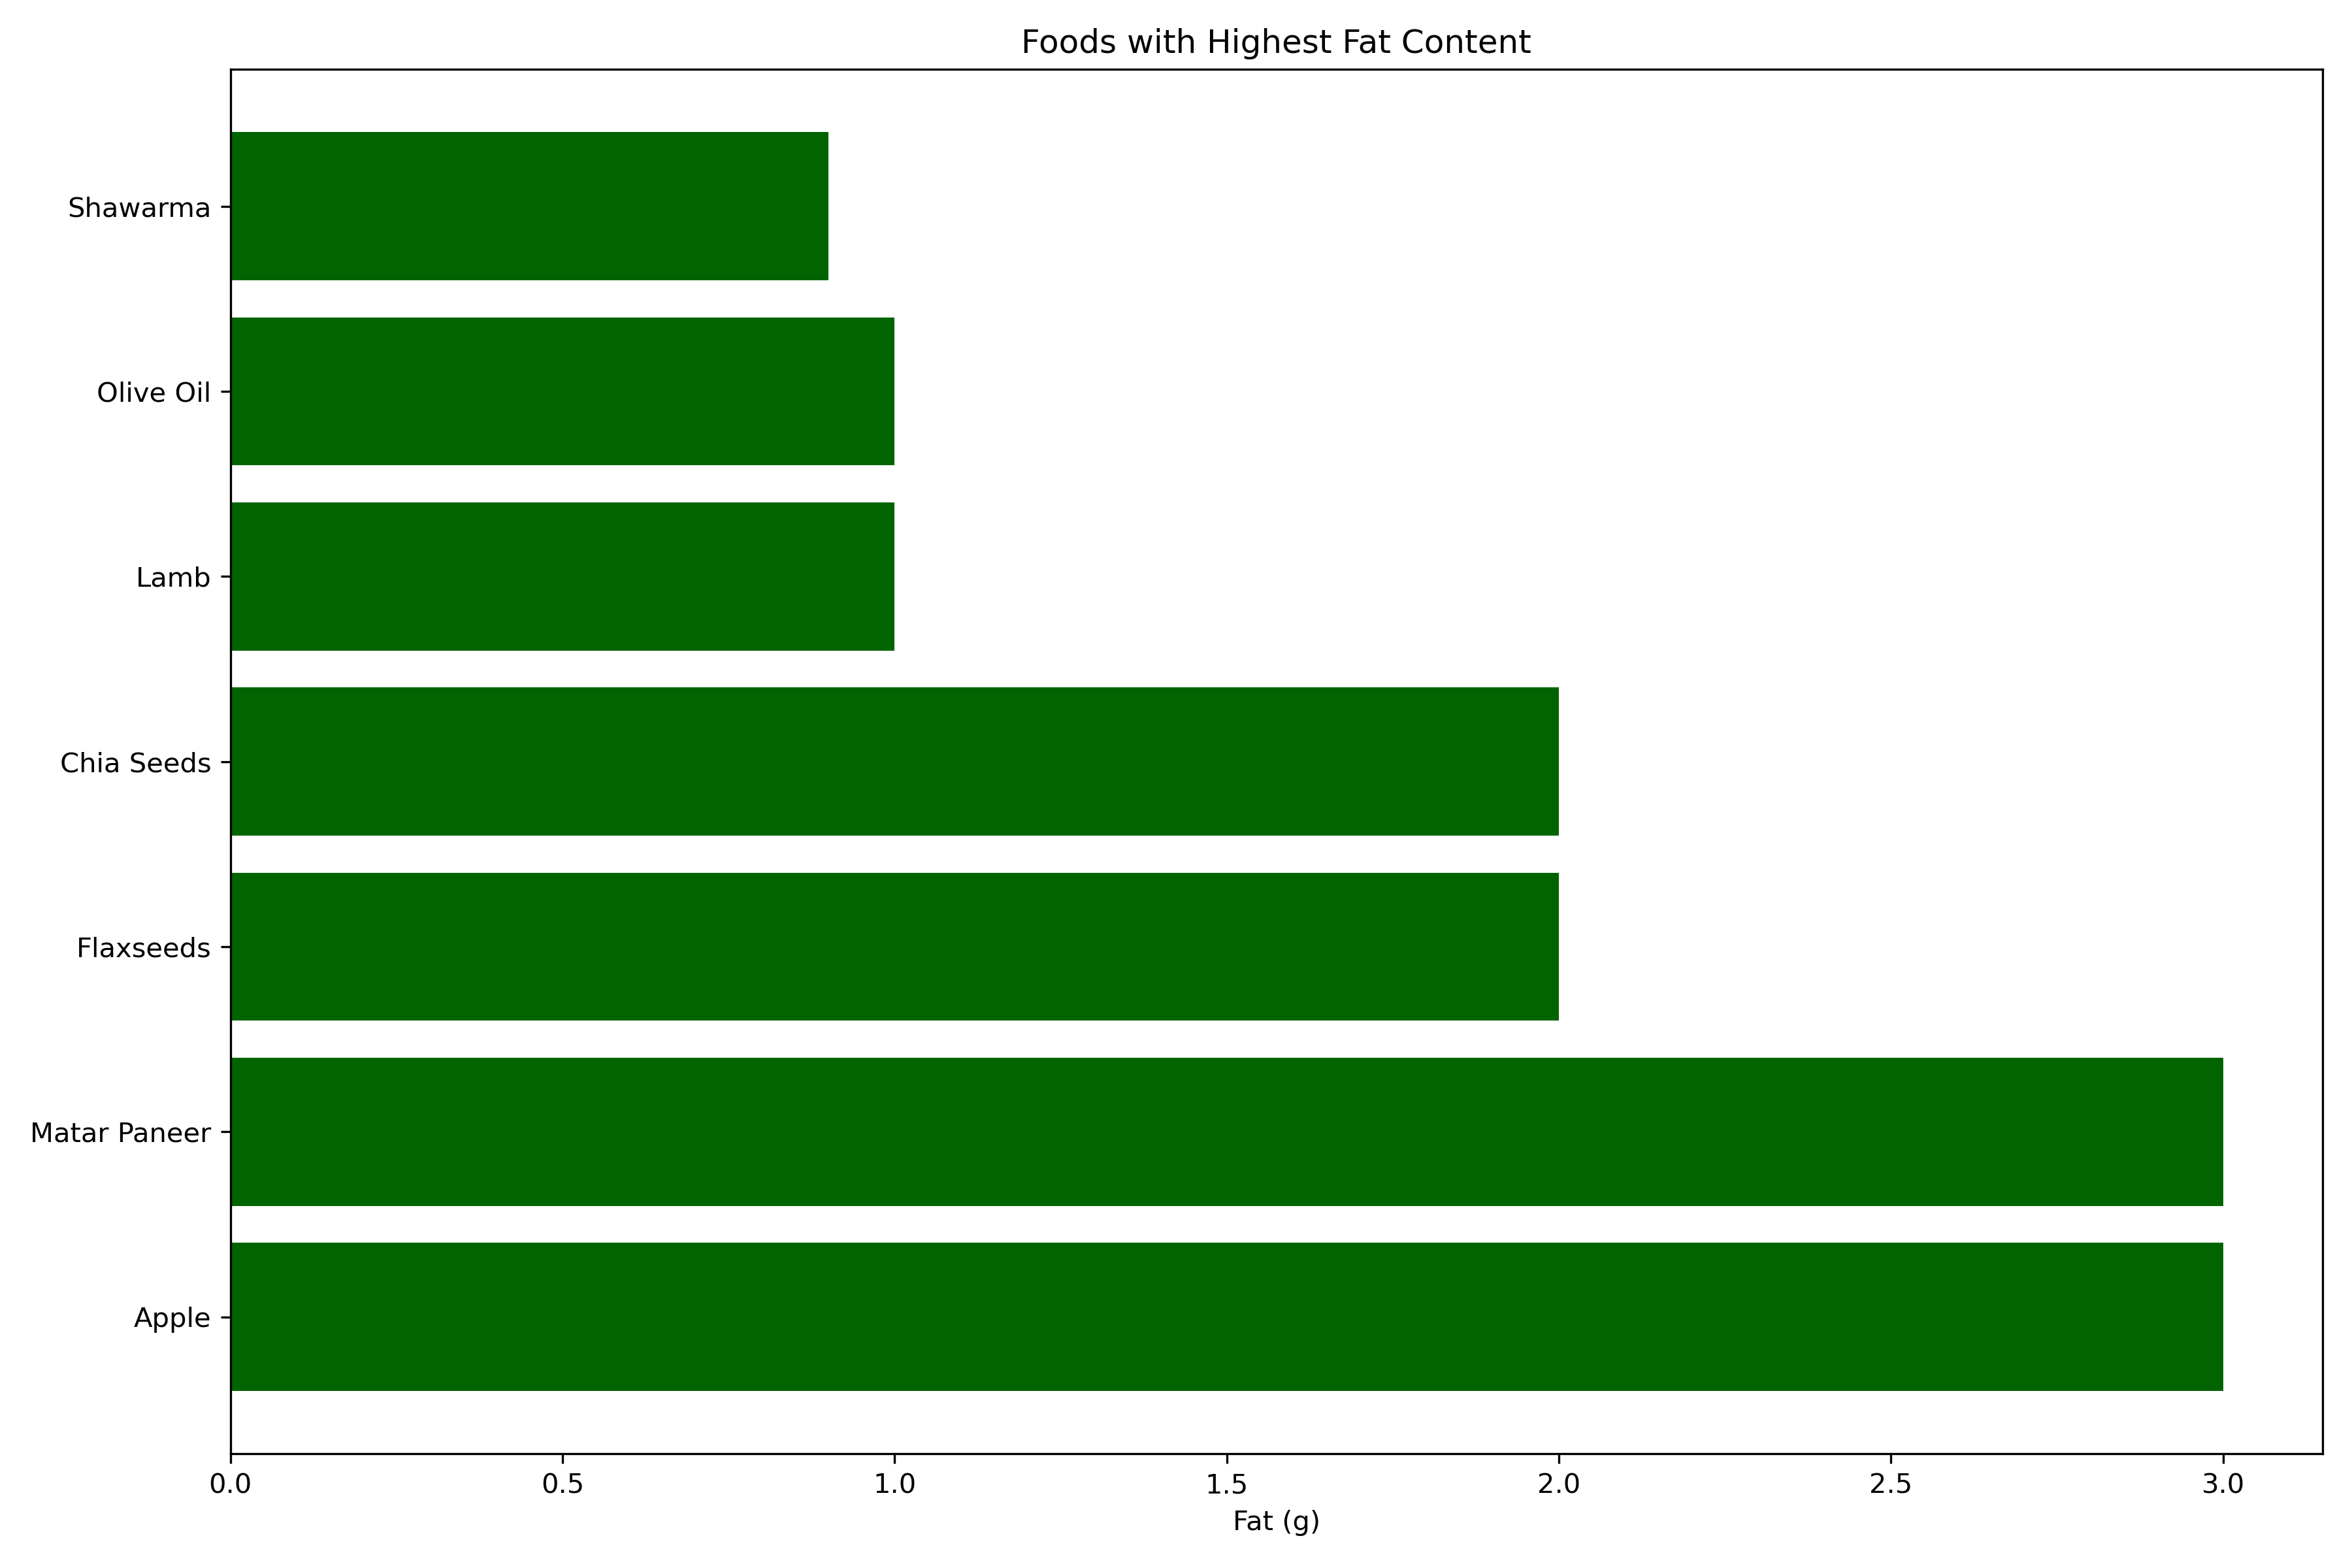 Foods with Highest Fat Content
Shawarma
Olive Oil
Lamb
Chia Seeds
Flaxseeds
Matar Paneer
Apple
0.0 0.5 1.0 1.5 2.0 2.5 3.0
Fat (g)